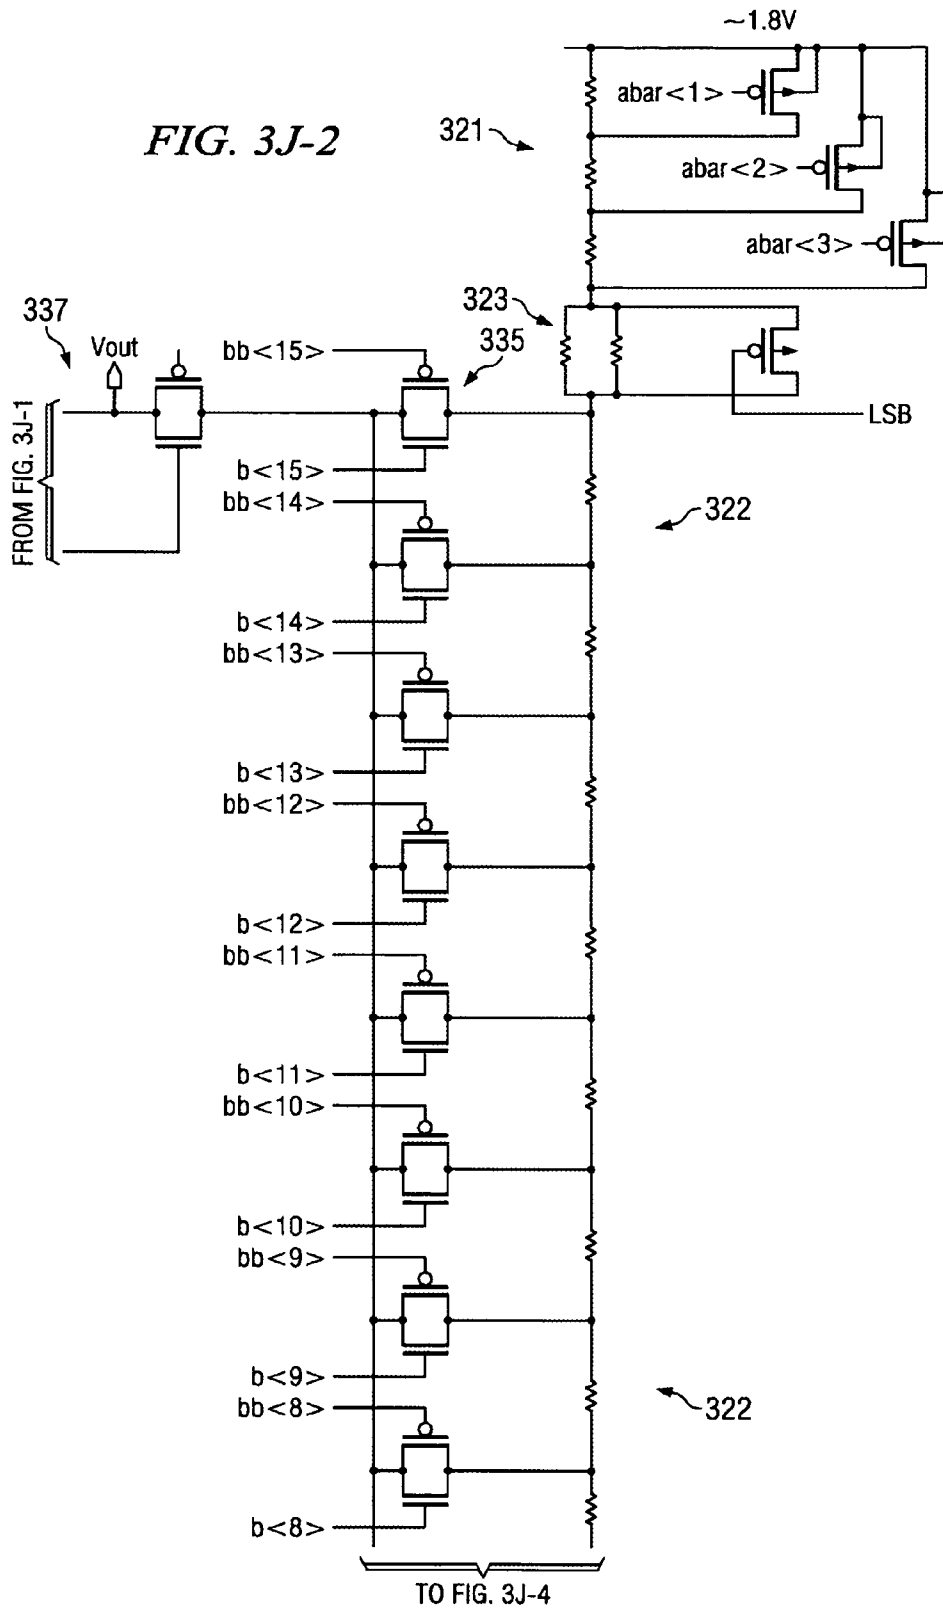 ~1.8V
FIG. 3J-2
321
abar<1>
abar<2>
abar<3>
337
Vout
323
335
bb<15>
LSB
FROM FIG. 3J-1
b<15>
bb<14>
322
b<14>
bb<13>
b<13>
bb<12>
b<12>
bb<11>
b<11>
bb<10>
b<10>
bb<9>
b<9>
322
bb<8>
b<8>
TO FIG. 3J-4